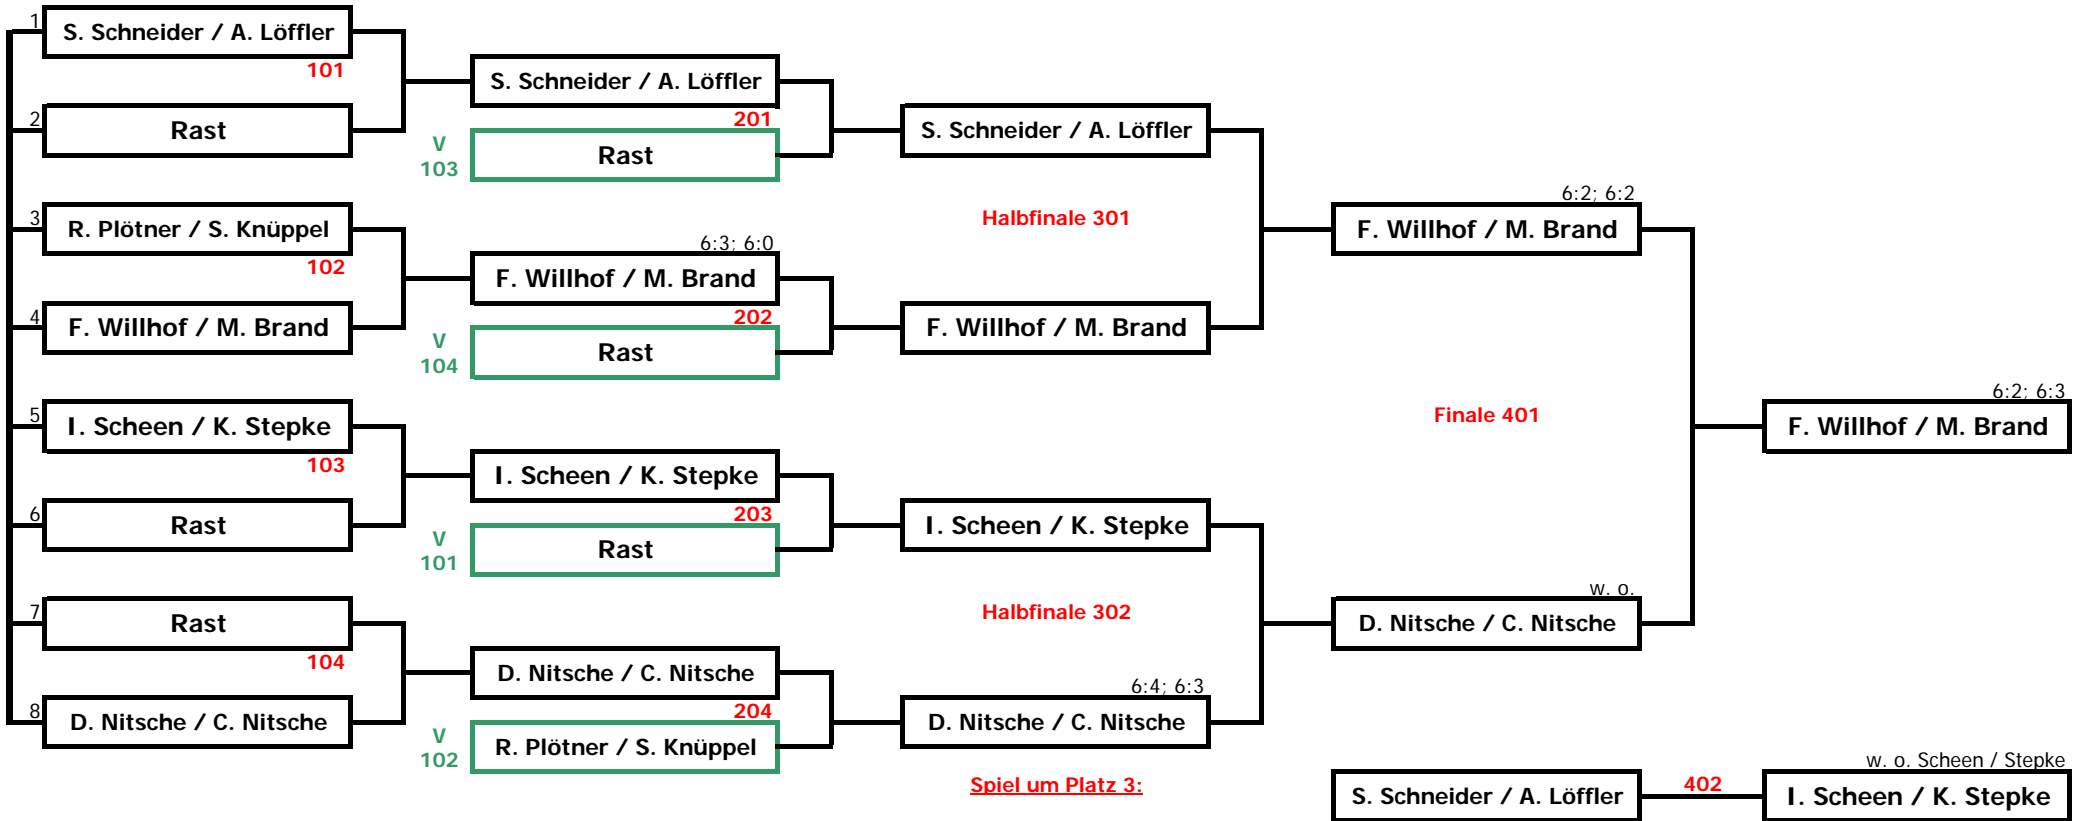 1
S. Schneider / A. Löffler
101
2
Rast
3
R. Plötner / S. Knüppel
102
4
F. Willhof / M. Brand
5
I. Scheen / K. Stepke
103
6
Rast
7
Rast
104
8
D. Nitsche / C. Nitsche
S. Schneider / A. Löffler
201
V
103
Rast
6:3; 6:0
F. Willhof / M. Brand
202
V
104
Rast
I. Scheen / K. Stepke
203
V
101
Rast
D. Nitsche / C. Nitsche
204
V
102
R. Plötner / S. Knüppel
S. Schneider / A. Löffler
Halbfinale 301
F. Willhof / M. Brand
I. Scheen / K. Stepke
Halbfinale 302
6:4; 6:3
D. Nitsche / C. Nitsche
Spiel um Platz 3:
6:2; 6:2
F. Willhof / M. Brand
Finale 401
w. o.
D. Nitsche / C. Nitsche
6:2; 6:3
F. Willhof / M. Brand
S. Schneider / A. Löffler
402
w. o. Scheen / Stepke
I. Scheen / K. Stepke